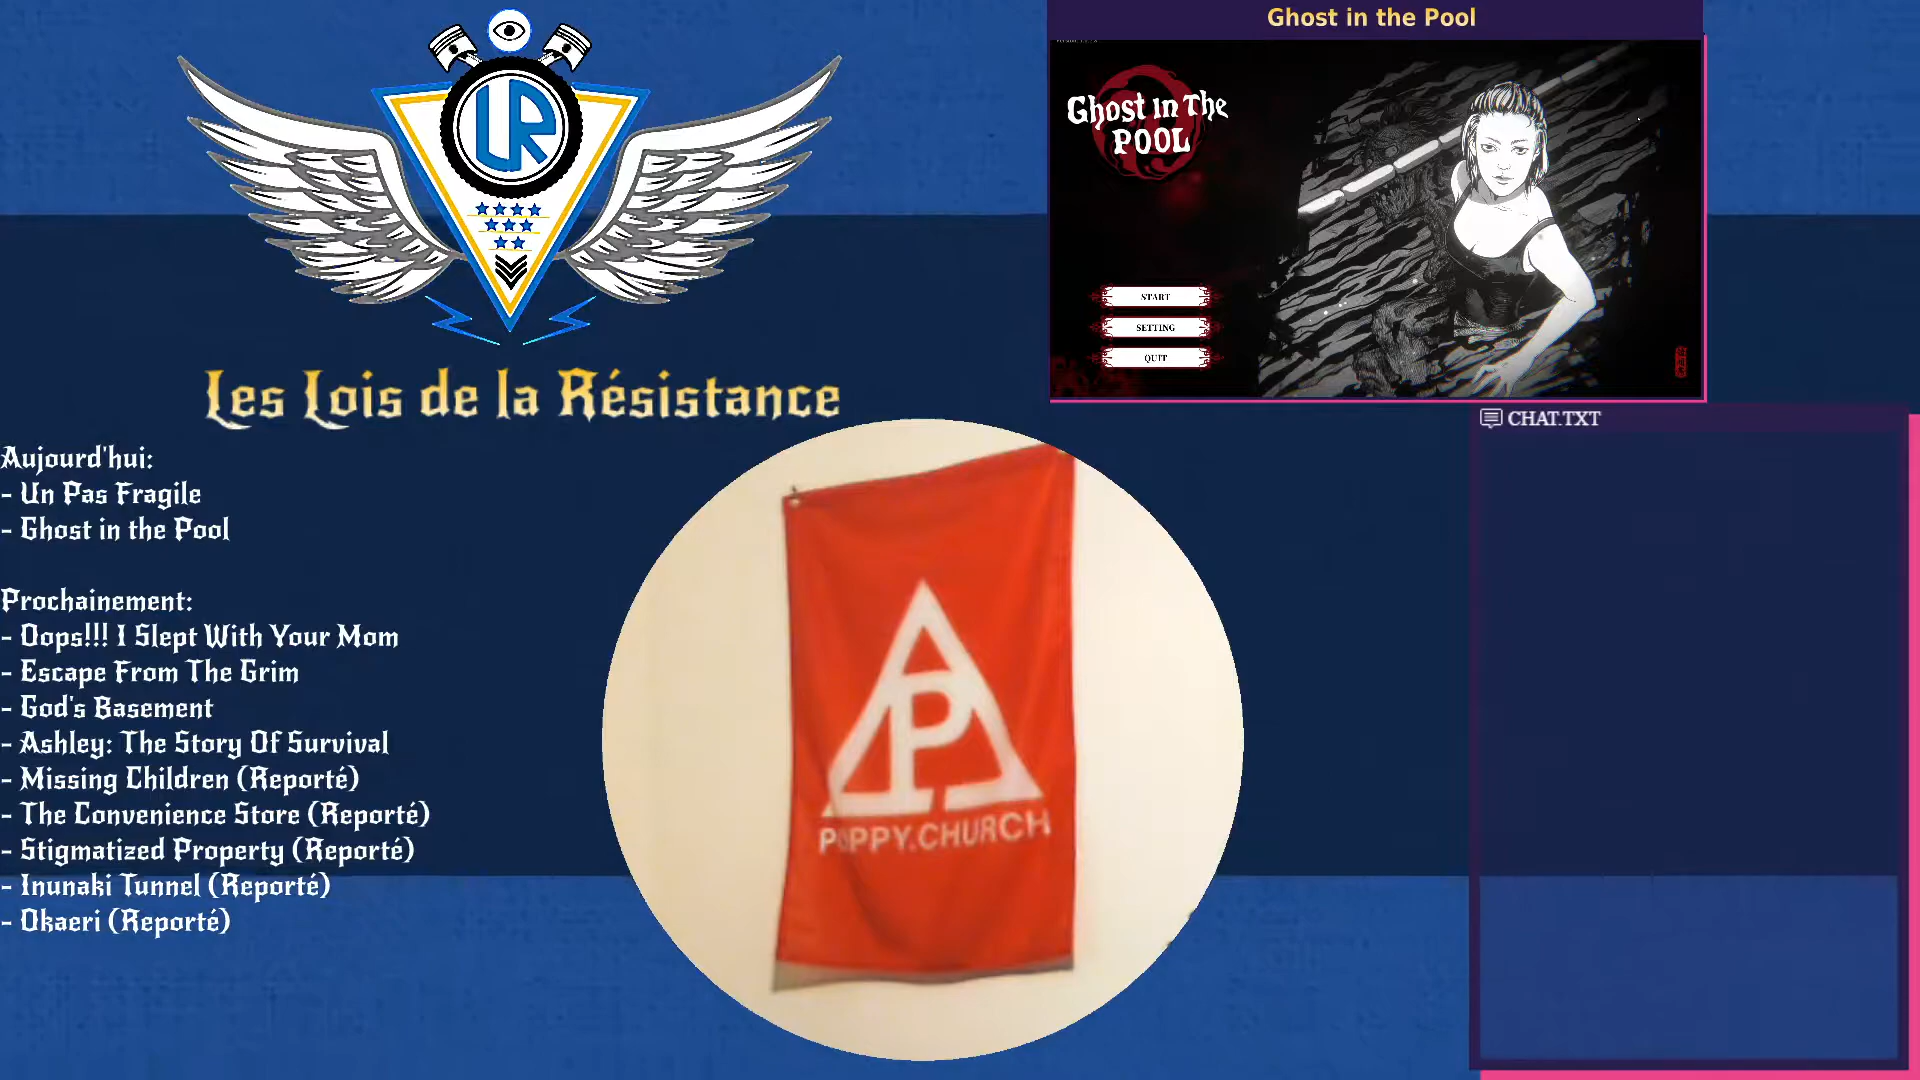 LR
Les Lois de la Résistance
Aujourd'hui:
- Un Pas Fragile
- Ghost in the Pool
Prochainement:
- Oops!!! I Slept With Your Mom
- Escape From The Grim
- God's Basement
- Ashley: The Story Of Survival
- Missing Children (Reporté)
- The Convenience Store (Reporté)
- Stigmatized Property (Reporté)
- Inunaki Tunnel (Reporté)
- Okaeri (Reporté)
P
POPPY.CHURCH
Ghost in the Pool
Ghost in The
POOL
START
SETTING
QUIT
CHAT.TXT